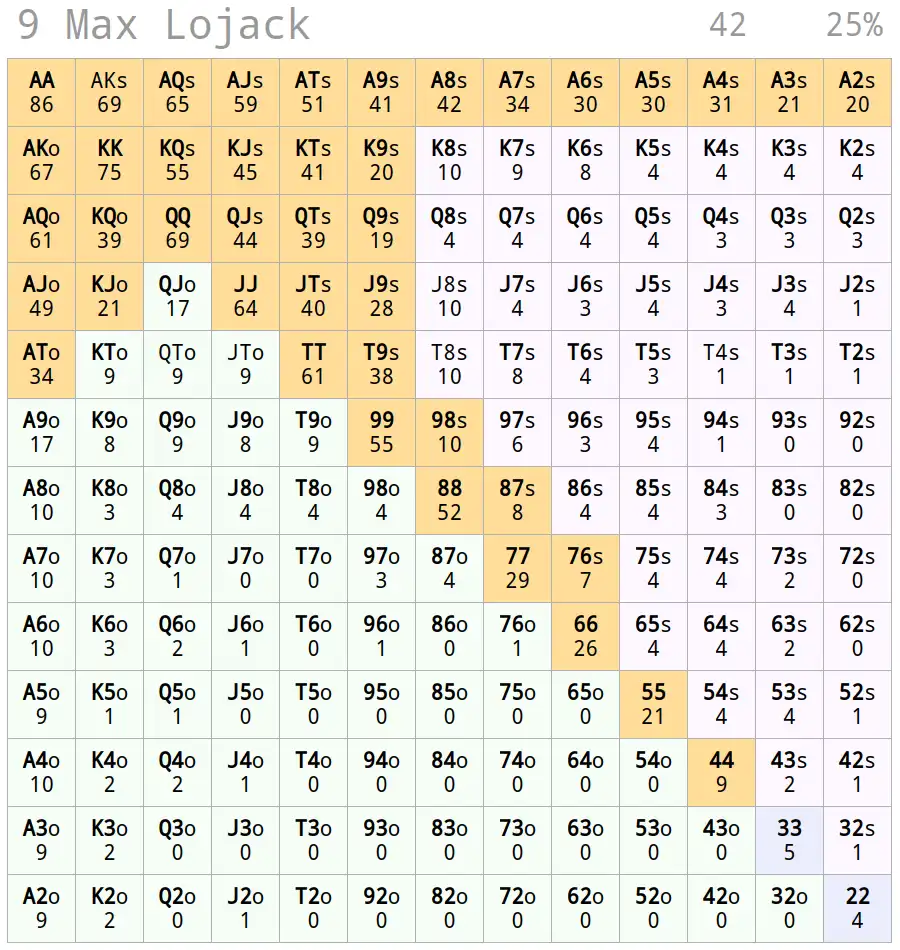 9 Max Lojack 42 25%
AA AKs AQs AJs ATs A9s A8s A7s A6s A5s A4s A3s A2s
86 69 65 59 51 41 42 34 30 30 31 21 20
AKo KK KQs KJs KTs K9s K8s K7s K6s K5s K4s K3s K2s
67 75 55 45 41 20 10 9 8 4 4 4 4
AQo KQo QQ QJs QTs Q9s Q8s Q7s Q6s Q5s Q4s Q3s Q2s
61 39 69 44 39 19 4 4 4 4 3 3 3
AJo KJo QJo JJ JTs J9s J8s J7s J6s J5s J4s J3s J2s
49 21 17 64 40 28 10 4 3 4 3 4 1
ATo KTo QTo JTo TT T9s T8s T7s T6s T5s T4s T3s T2s
34 9 9 9 61 38 10 8 4 3 1 1 1
A9o K9o Q9o J9o T9o 99 98s 97s 96s 95s 94s 93s 92s
17 8 9 8 9 55 10 6 3 4 1 0 0
A8o K8o Q8o J8o T8o 98o 88 87s 86s 85s 84s 83s 82s
10 3 4 4 4 4 52 8 4 4 3 0 0
A7o K7o Q7o J7o T7o 97o 87o 77 76s 75s 74s 73s 72s
10 3 1 0 0 3 4 29 7 4 4 2 0
A6o K6o Q6o J6o T6o 96o 86o 76o 66 65s 64s 63s 62s
10 3 2 1 0 1 0 1 26 4 4 2 0
A5o K5o Q5o J5o T5o 95o 85o 75o 65o 55 54s 53s 52s
9 1 1 0 0 0 0 0 0 21 4 4 1
A4o K4o Q4o J4o T4o 94o 84o 74o 64o 54o 44 43s 42s
10 2 2 1 0 0 0 0 0 0 9 2 1
A3o K3o Q3o J3o T3o 93o 83o 73o 63o 53o 43o 33 32s
9 2 0 0 0 0 0 0 0 0 0 5 1
A2o K2o Q2o J2o T2o 92o 82o 72o 62o 52o 42o 32o 22
9 2 0 1 0 0 0 0 0 0 0 0 4